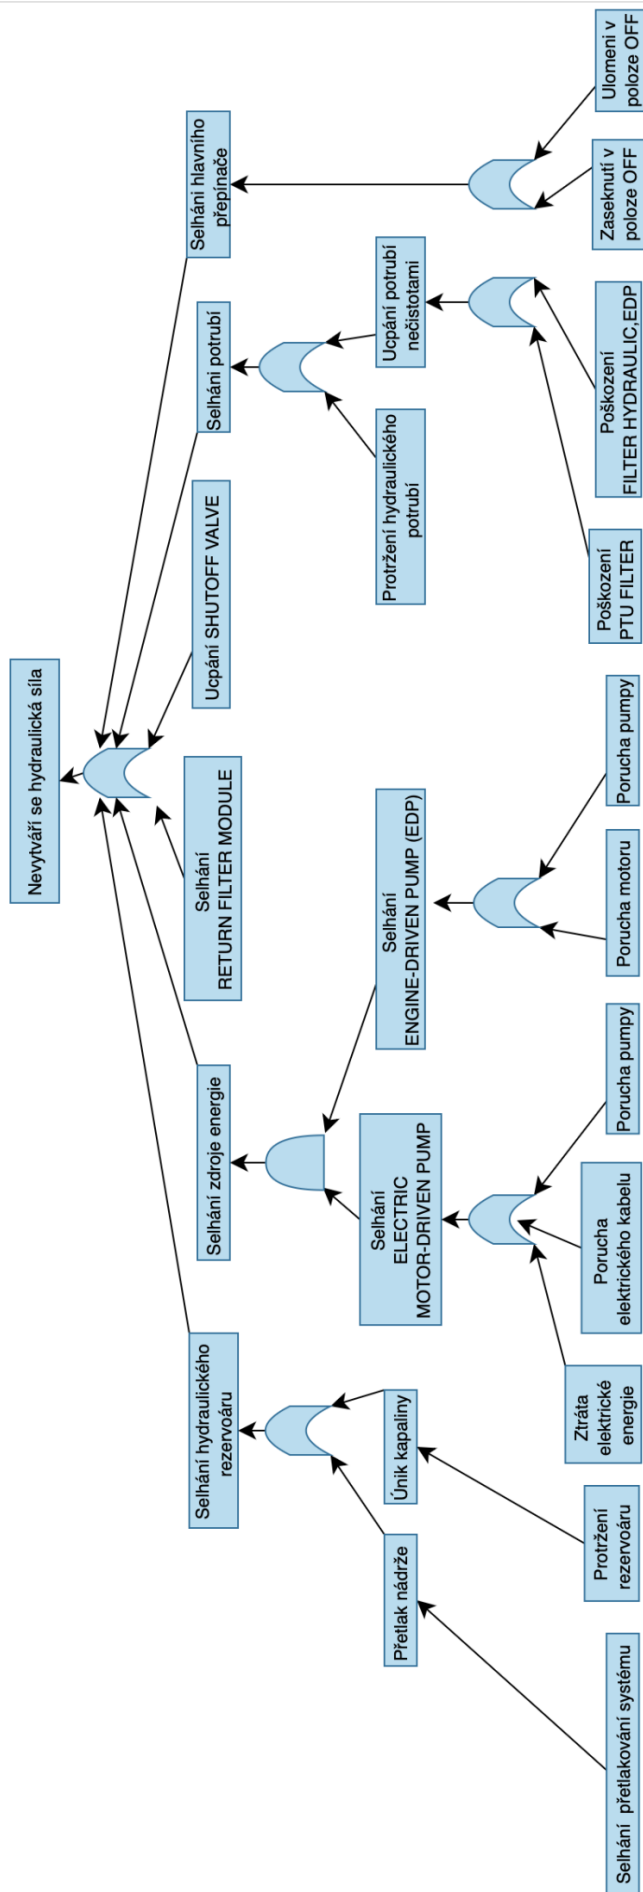 Nevytváří se hydraulická síla
Selhání hydraulického
rezervoáru
Selhání zdroje energie
Selhání
RETURN FILTER MODULE
Ucpání SHUTOFF VALVE
Selháni potrubí
Selháni hlavního
přepínače
Přetlak nádrže
Únik kapaliny
Selhání
ELECTRIC
MOTOR-DRIVEN PUMP
Selhání
ENGINE-DRIVEN PUMP (EDP)
Protržení hydraulického
potrubí
Ucpání potrubí
nečistotami
Selhání přetlakování systému
Protržení
rezervoáru
Ztráta
elektrické
energie
Porucha
elektrického kabelu
Porucha pumpy
Porucha motoru
Porucha pumpy
Poškození
PTU FILTER
Poškození
FILTER HYDRAULIC,EDP
Zaseknutí v
poloze OFF
Ulomeni v
poloze OFF